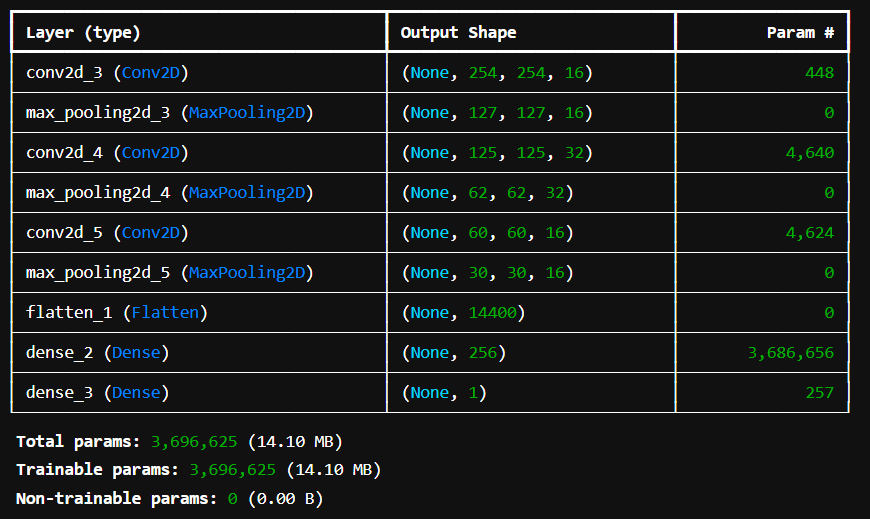 Layer (type) Output Shape Param #
conv2d_3 (Conv2D) (None, 254, 254, 16) 448
max_pooling2d_3 (MaxPooling2D) (None, 127, 127, 16) 0
conv2d_4 (Conv2D) (None, 125, 125, 32) 4,640
max_pooling2d_4 (MaxPooling2D) (None, 62, 62, 32) 0
conv2d_5 (Conv2D) (None, 60, 60, 16) 4,624
max_pooling2d_5 (MaxPooling2D) (None, 30, 30, 16) 0
flatten_1 (Flatten) (None, 14400) 0
dense_2 (Dense) (None, 256) 3,686,656
dense_3 (Dense) (None, 1) 257
Total params: 3,696,625 (14.10 MB)
Trainable params: 3,696,625 (14.10 MB)
Non-trainable params: 0 (0.00 B)